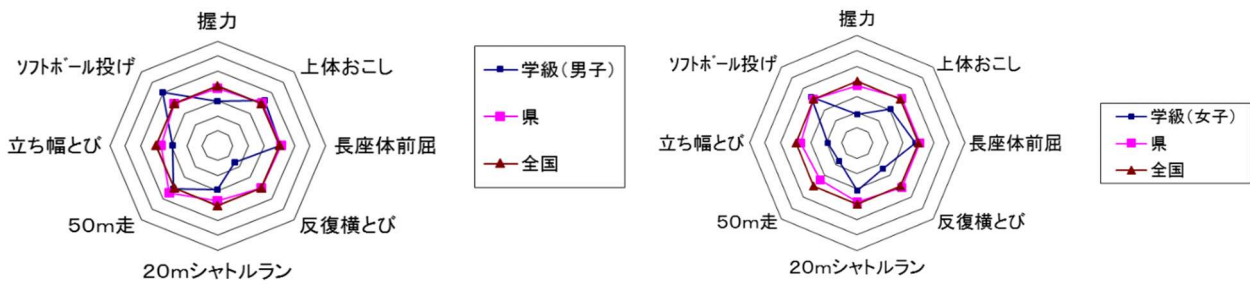 握力
上体おこし
長座体前屈
反復横とび
20mシャトルラン
50m走
立ち幅とび
ｿﾌﾄﾎﾞｰﾙ投げ
学級(男子)
県
全国
握力
上体おこし
長座体前屈
反復横とび
20mシャトルラン
50m走
立ち幅とび
ｿﾌﾄﾎﾞｰﾙ投げ
学級(女子)
県
全国